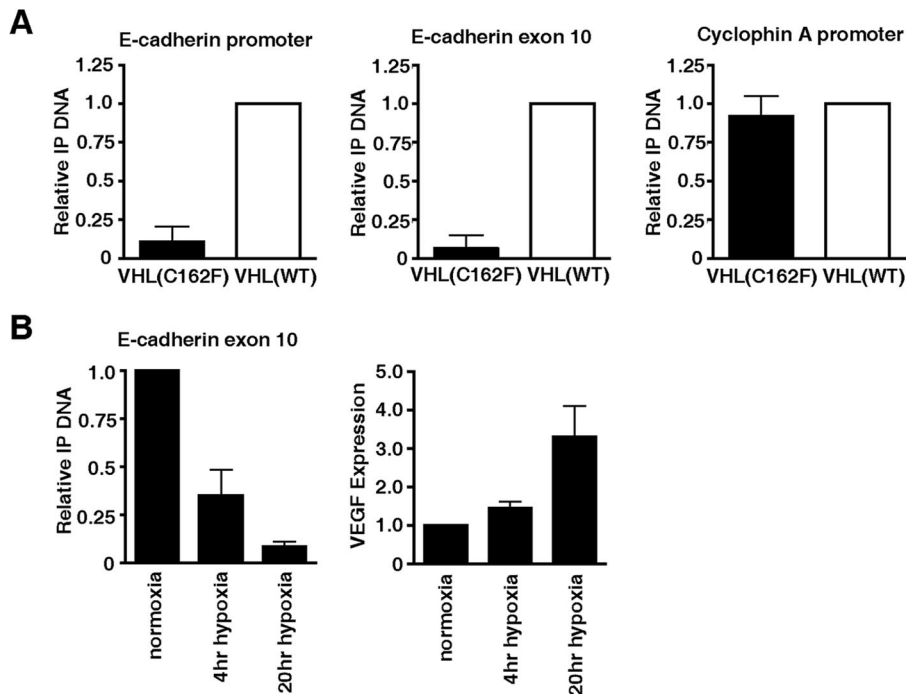 A
E-cadherin promoter
Relative IP DNA
1.25
1.0
0.75
0.5
0.25
0
VHL(C162F)
VHL(WT)
E-cadherin exon 10
Relative IP DNA
1.25
1.0
0.75
0.5
0.25
0
VHL(C162F)
VHL(WT)
Cyclophin A promoter
Relative IP DNA
1.25
1.0
0.75
0.5
0.25
0
VHL(C162F)
VHL(WT)
B
E-cadherin exon 10
Relative IP DNA
1.0
0.75
0.5
0.25
0
normoxia
4hr hypoxia
20hr hypoxia
VEGF Expression
5.0
4.0
3.0
2.0
1.0
0
normoxia
4hr hypoxia
20hr hypoxia